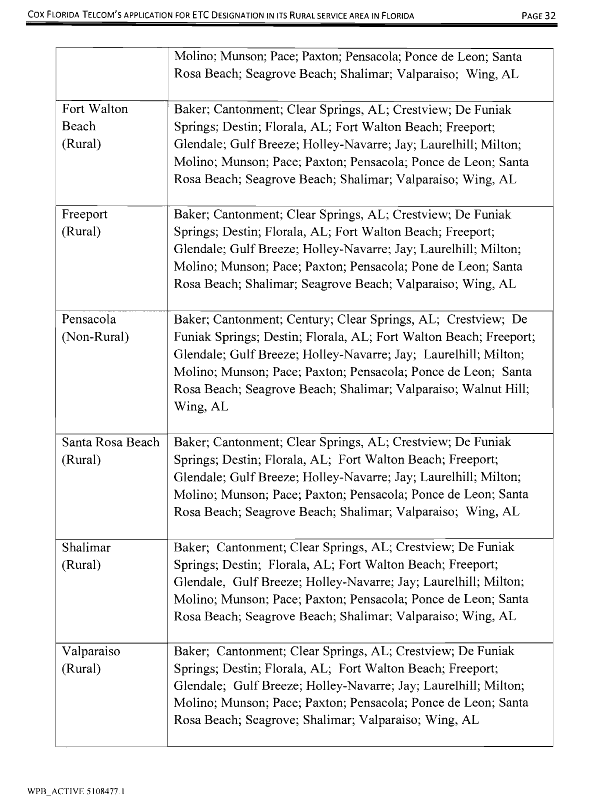 COX FLORIDA TELCOM'S APPLICATION FOR ETC DESIGNATION IN ITS RURAL SERVICE AREA IN FLORIDA PAGE 32
Molino; Munson; Pace; Paxton; Pensacola; Ponce de Leon; Santa
Rosa Beach; Seagrove Beach; Shalimar; Valparaiso; Wing, AL
Fort Walton
Beach
(Rural)
Baker; Cantonment; Clear Springs, AL; Crestview; De Funiak
Springs; Destin; Florala, AL; Fort Walton Beach; Freeport;
Glendale; Gulf Breeze; Holley-Navarre; Jay; Laurelhill; Milton;
Molino; Munson; Pace; Paxton; Pensacola; Ponce de Leon; Santa
Rosa Beach; Seagrove Beach; Shalimar; Valparaiso; Wing, AL
Freeport
(Rural)
Baker; Cantonment; Clear Springs, AL; Crestview; De Funiak
Springs; Destin; Florala, AL; Fort Walton Beach; Freeport;
Glendale; Gulf Breeze; Holley-Navarre; Jay; Laurelhill; Milton;
Molino; Munson; Pace; Paxton; Pensacola; Pone de Leon; Santa
Rosa Beach; Shalimar; Seagrove Beach; Valparaiso; Wing, AL
Pensacola
(Non-Rural)
Baker; Cantonment; Century; Clear Springs, AL; Crestview; De
Funiak Springs; Destin; Florala, AL; Fort Walton Beach; Freeport;
Glendale; Gulf Breeze; Holley-Navarre; Jay; Laurelhill; Milton;
Molino; Munson; Pace; Paxton; Pensacola; Ponce de Leon; Santa
Rosa Beach; Seagrove Beach; Shalimar; Valparaiso; Walnut Hill;
Wing, AL
Santa Rosa Beach
(Rural)
Baker; Cantonment; Clear Springs, AL; Crestview; De Funiak
Springs; Destin; Florala, AL; Fort Walton Beach; Freeport;
Glendale; Gulf Breeze; Holley-Navarre; Jay; Laurelhill; Milton;
Molino; Munson; Pace; Paxton; Pensacola; Ponce de Leon; Santa
Rosa Beach; Seagrove Beach; Shalimar; Valparaiso; Wing, AL
Shalimar
(Rural)
Baker; Cantonment; Clear Springs, AL; Crestview; De Funiak
Springs; Destin; Florala, AL; Fort Walton Beach; Freeport;
Glendale, Gulf Breeze; Holley-Navarre; Jay; Laurelhill; Milton;
Molino; Munson; Pace; Paxton; Pensacola; Ponce de Leon; Santa
Rosa Beach; Seagrove Beach; Shalimar; Valparaiso; Wing, AL
Valparaiso
(Rural)
Baker; Cantonment; Clear Springs, AL; Crestview; De Funiak
Springs; Destin; Florala, AL; Fort Walton Beach; Freeport;
Glendale; Gulf Breeze; Holley-Navarre; Jay; Laurelhill; Milton;
Molino; Munson; Pace; Paxton; Pensacola; Ponce de Leon; Santa
Rosa Beach; Seagrove; Shalimar; Valparaiso; Wing, AL
WPB_ACTIVE 5108477.1